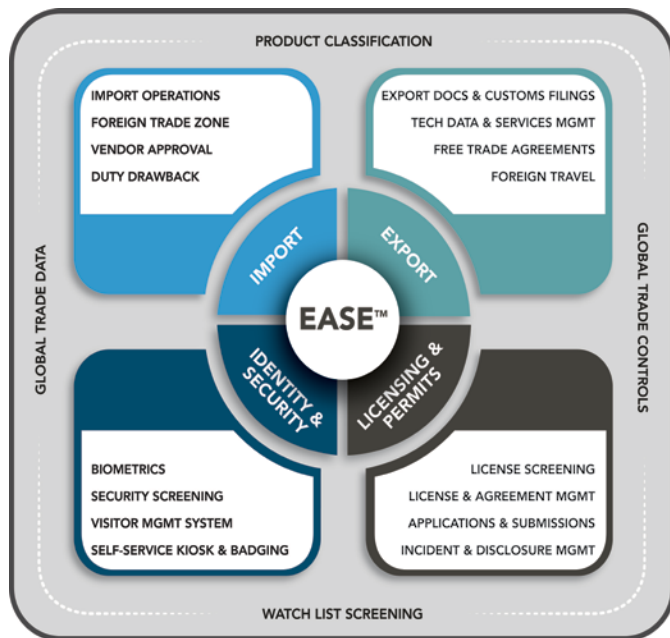 PRODUCT CLASSIFICATION
IMPORT OPERATIONS
FOREIGN TRADE ZONE
VENDOR APPROVAL
DUTY DRAWBACK
EXPORT DOCS & CUSTOMS FILINGS
TECH DATA & SERVICES MGMT
FREE TRADE AGREEMENTS
FOREIGN TRAVEL
GLOBAL TRADE DATA
IMPORT
EXPORT
EASE™
IDENTITY &
SECURITY
LICENSING &
PERMITS
GLOBAL TRADE CONTROLS
BIOMETRICS
SECURITY SCREENING
VISITOR MGMT SYSTEM
SELF-SERVICE KIOSK & BADGING
LICENSE SCREENING
LICENSE & AGREEMENT MGMT
APPLICATIONS & SUBMISSIONS
INCIDENT & DISCLOSURE MGMT
WATCH LIST SCREENING